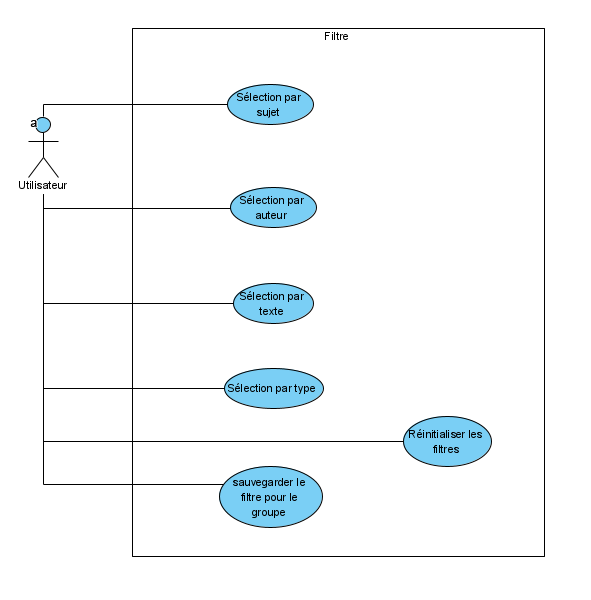 Filtre
Sélection par
sujet
a
Utilisateur
Sélection par
auteur
Sélection par
texte
Sélection par type
Réinitialiser les
filtres
sauvegarder le
filtre pour le
groupe